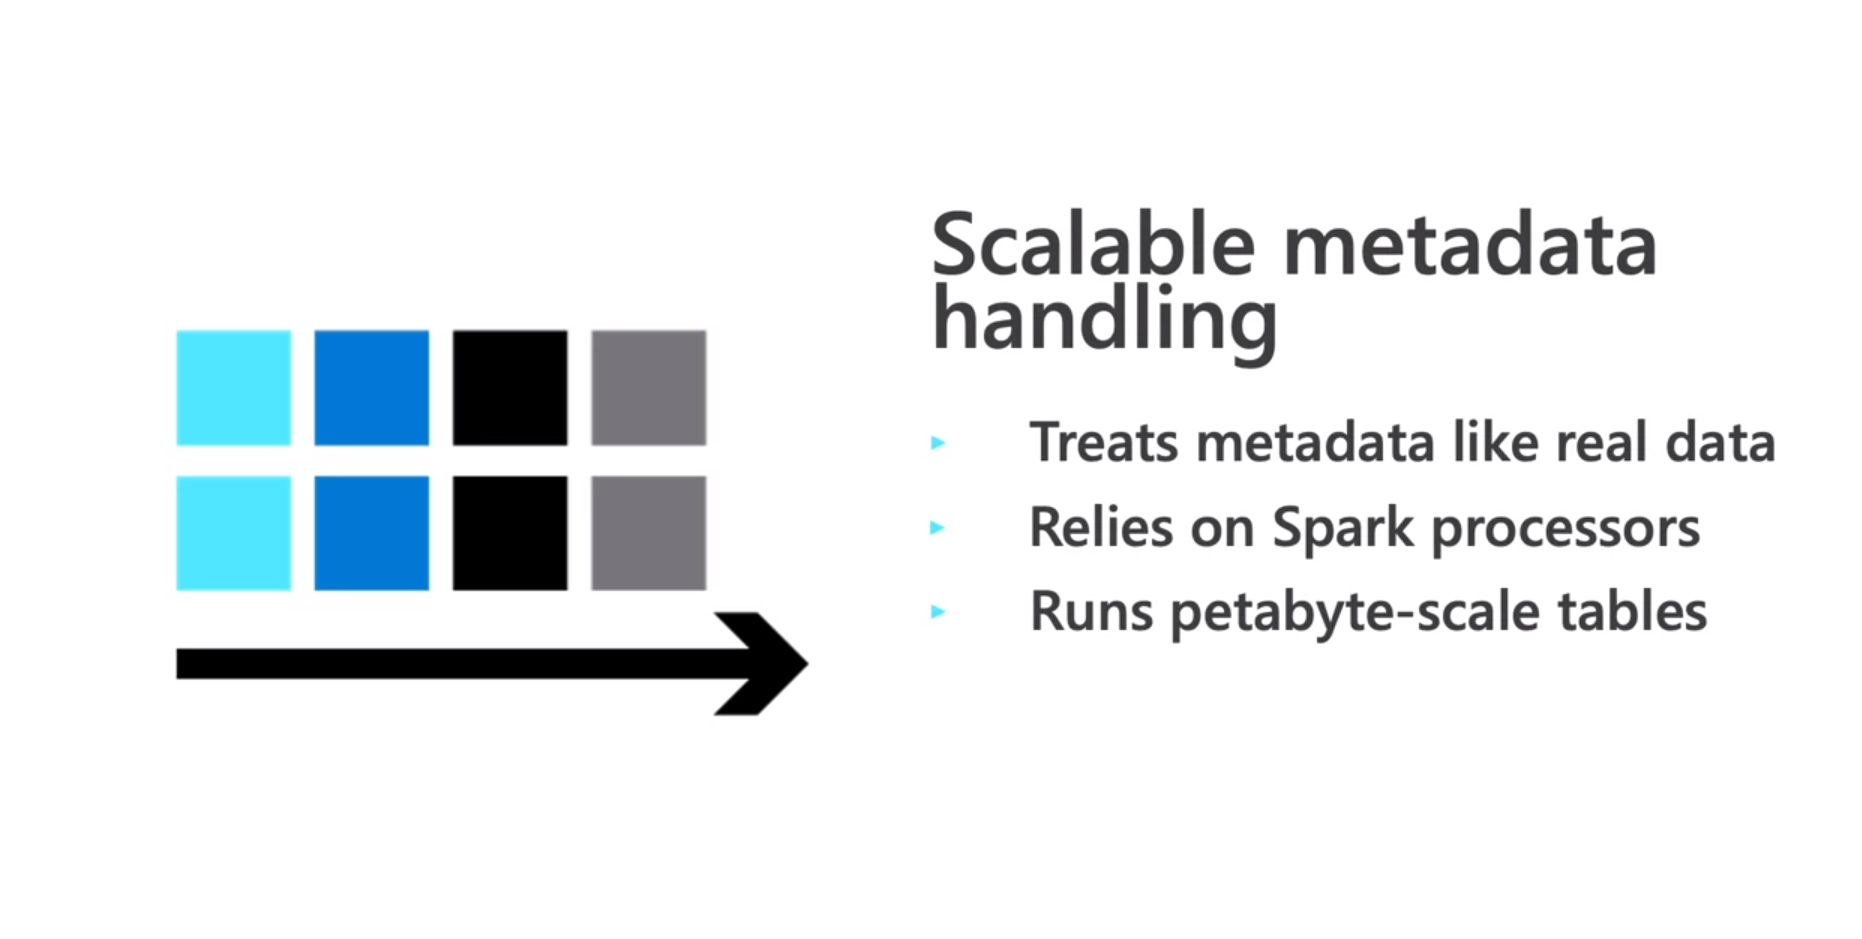 Scalable metadata
handling
Treats metadata like real data
Relies on Spark processors
Runs petabyte-scale tables